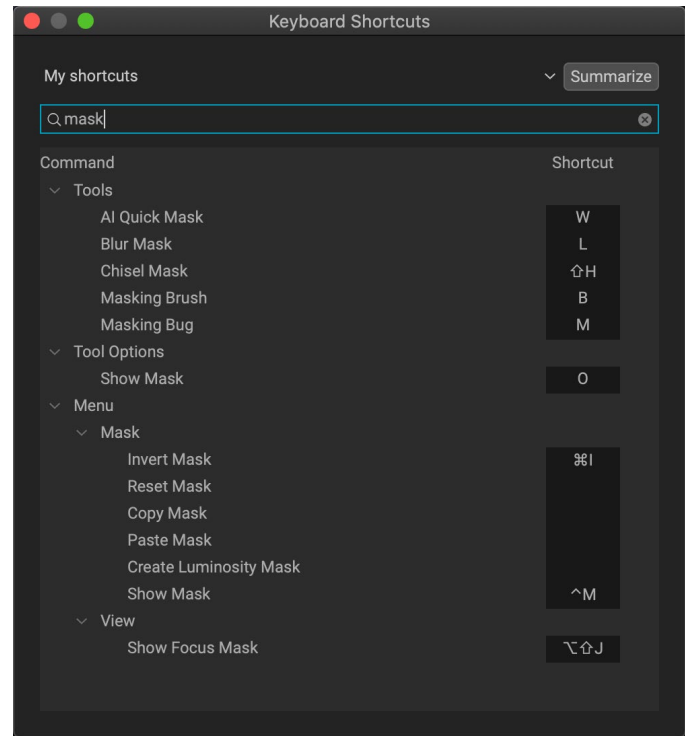 Keyboard Shortcuts
My shortcuts Summarize
mask
Command Shortcut
Tools
AI Quick Mask W
Blur Mask L
Chisel Mask ⇧H
Masking Brush B
Masking Bug M
Tool Options
Show Mask O
Menu
Mask
Invert Mask ⌘I
Reset Mask
Copy Mask
Paste Mask
Create Luminosity Mask
Show Mask ^M
View
Show Focus Mask ⌥⇧J